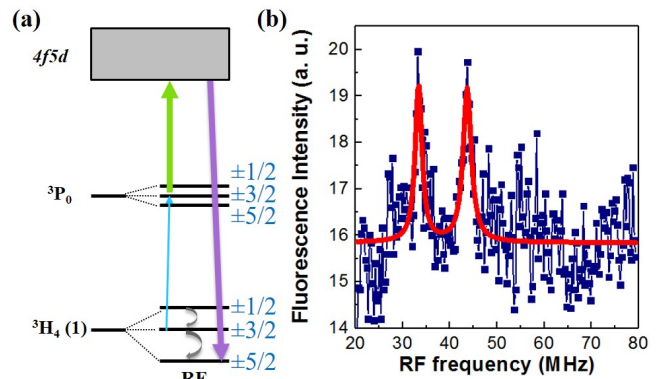 (a)
4f5d
³P₀
±1/2
±3/2
±5/2
³H₄ (1)
±1/2
±3/2
±5/2
RF
(b)
Fluorescence Intensity (a. u.)
20
19
18
17
16
15
14
20 30 40 50 60 70 80
RF frequency (MHz)